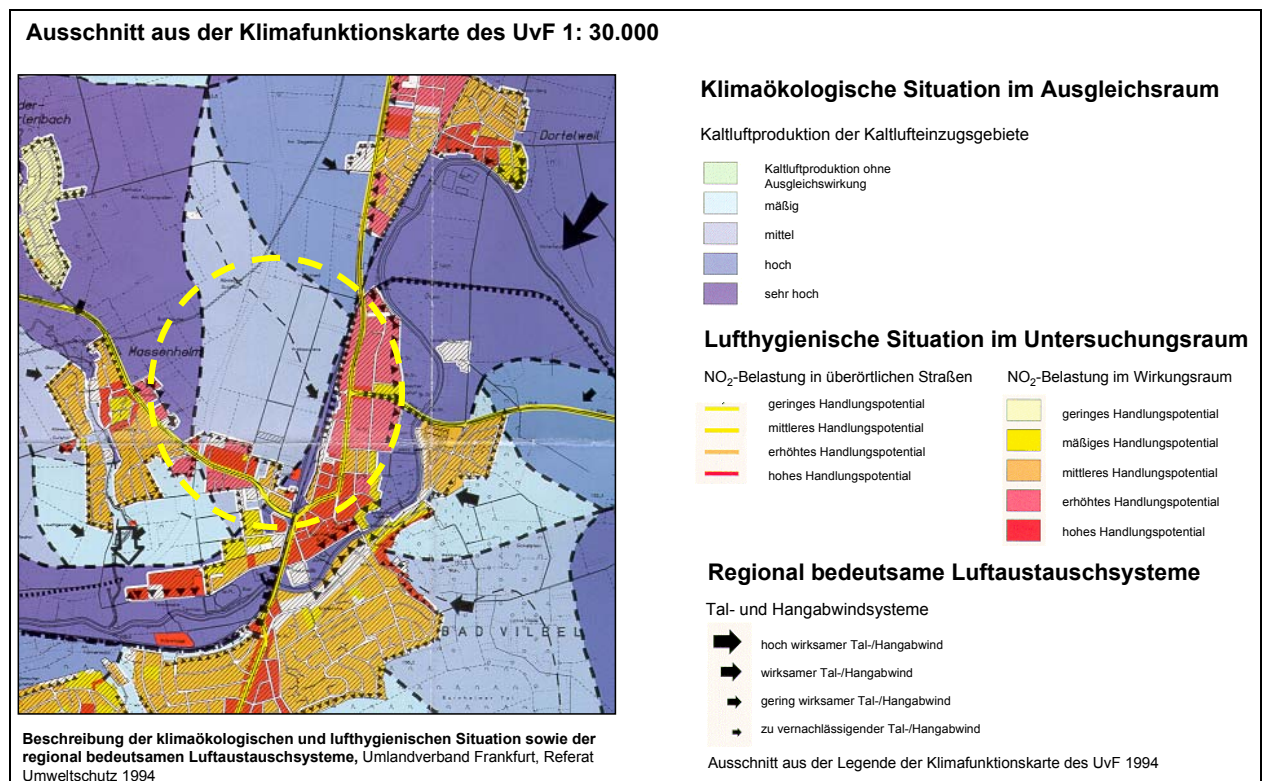 Ausschnitt aus der Klimafunktionskarte des UvF 1: 30.000
Dortelweil
Massenheim
BAD VILBEL
Beschreibung der klimaökologischen und lufthygienischen Situation sowie der
regional bedeutsamen Luftaustauschsysteme, Umlandverband Frankfurt, Referat
Umweltschutz 1994
Klimaökologische Situation im Ausgleichsraum
Kaltluftproduktion der Kaltlufteinzugsgebiete
Kaltluftproduktion ohne
Ausgleichswirkung
mäßig
mittel
hoch
sehr hoch
Lufthygienische Situation im Untersuchungsraum
NO₂-Belastung in überörtlichen Straßen
geringes Handlungspotential
mittleres Handlungspotential
erhöhtes Handlungspotential
hohes Handlungspotential
NO₂-Belastung im Wirkungsraum
geringes Handlungspotential
mäßiges Handlungspotential
mittleres Handlungspotential
erhöhtes Handlungspotential
hohes Handlungspotential
Regional bedeutsame Luftaustauschsysteme
Tal- und Hangabwindsysteme
hoch wirksamer Tal-/Hangabwind
wirksamer Tal-/Hangabwind
gering wirksamer Tal-/Hangabwind
zu vernachlässigender Tal-/Hangabwind
Ausschnitt aus der Legende der Klimafunktionskarte des UvF 1994